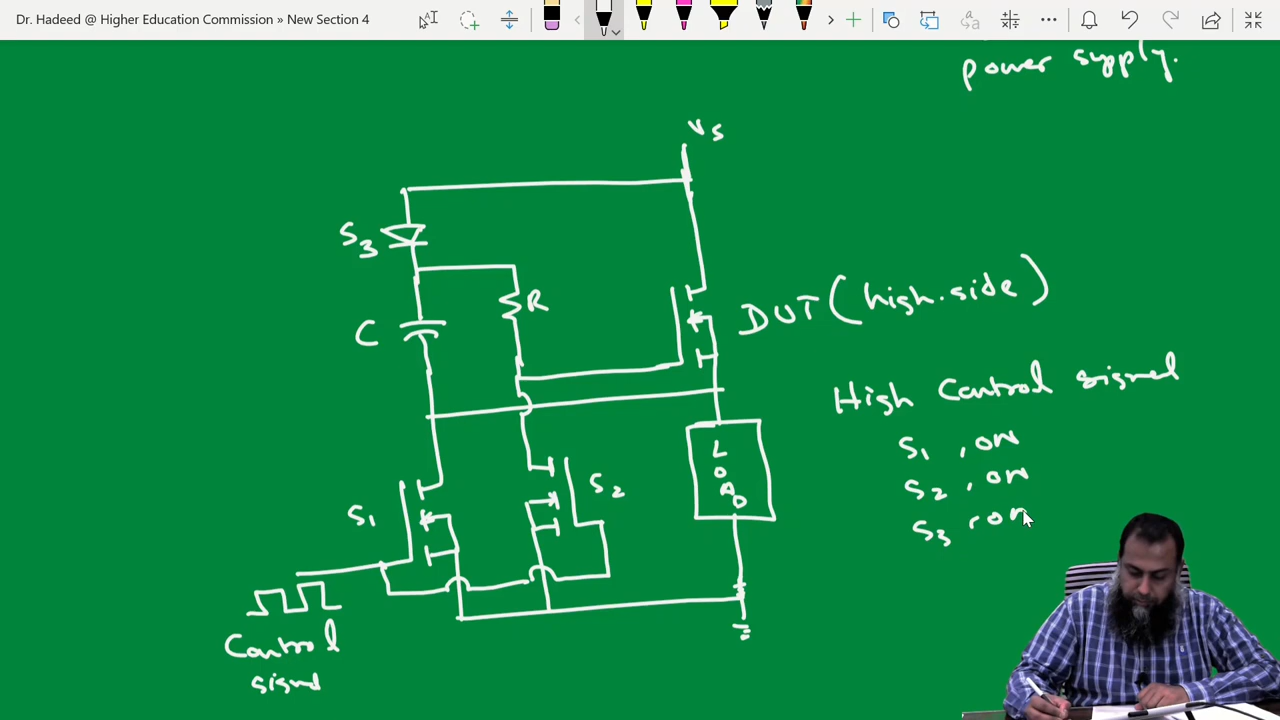 Dr. Hadeed @ Higher Education Commission » New Section 4
power supply.
Vs
S3
R
C
DUT (high-side)
High Control signal
S1, ON
S2, ON
S3, ON
LOAD
S2
S1
Control
signal